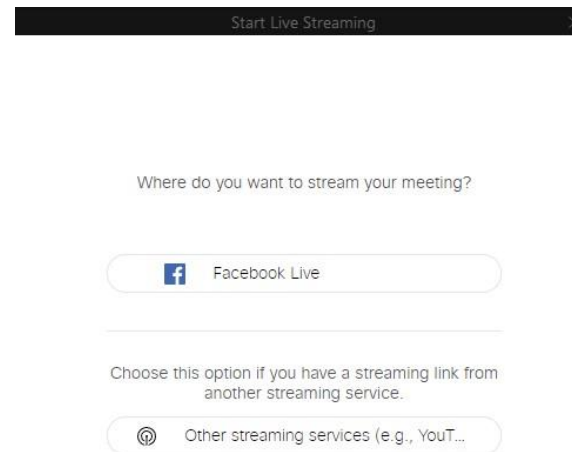 Start Live Streaming
Where do you want to stream your meeting?
Facebook Live
Choose this option if you have a streaming link from
another streaming service.
Other streaming services (e.g., YouT...